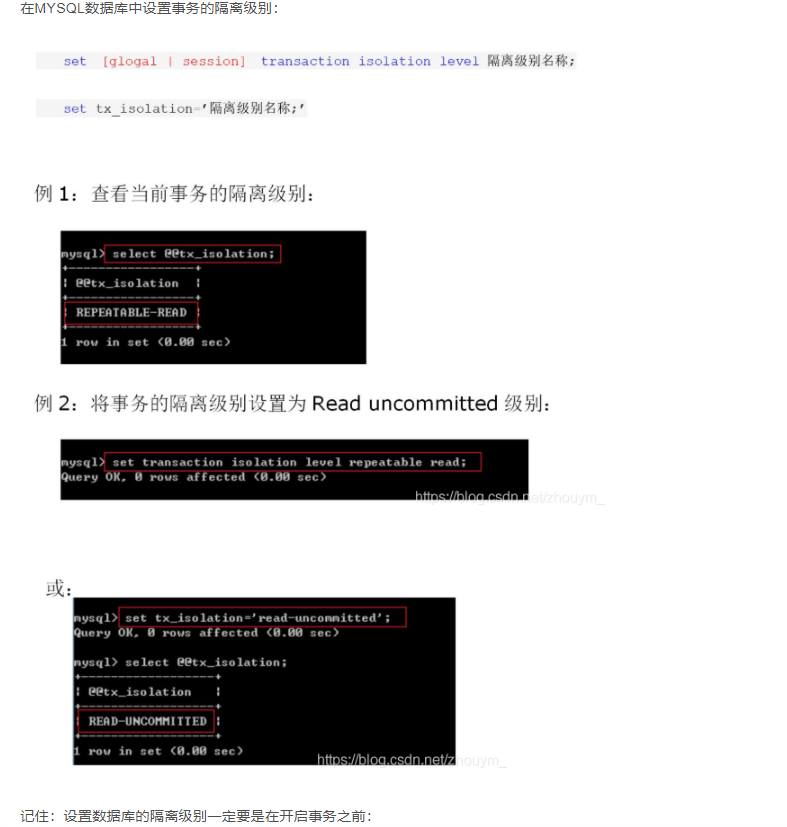 在MYSQL数据库中设置事务的隔离级别：
set [glogal | session] transaction isolation level 隔离级别名称;
set tx_isolation='隔离级别名称;'
例 1：查看当前事务的隔离级别：
mysql> select @@tx_isolation;
+-----------------+
| @@tx_isolation |
+-----------------+
| REPEATABLE-READ |
+-----------------+
1 row in set (0.00 sec)
例 2：将事务的隔离级别设置为 Read uncommitted 级别：
mysql> set transaction isolation level repeatable read;
Query OK, 0 rows affected (0.00 sec)
https://blog.csdn.net/zhouym_
或：
mysql> set tx_isolation='read-uncommitted';
Query OK, 0 rows affected (0.00 sec)
mysql> select @@tx_isolation;
+------------------+
| @@tx_isolation |
+------------------+
| READ-UNCOMMITTED |
+------------------+
1 row in set (0.00 sec)
https://blog.csdn.net/zhouym_
记住：设置数据库的隔离级别一定要是在开启事务之前：